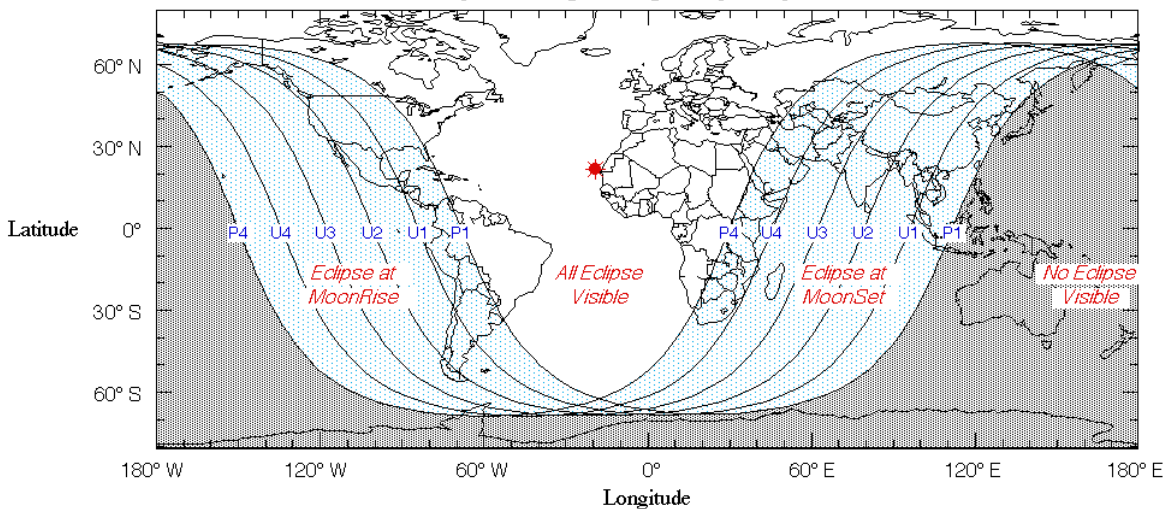 60° N
30° N
Latitude
0°
P4 U4 U3 U2 U1 P1
P4 U4 U3 U2 U1 P1
Eclipse at
MoonRise
All Eclipse
Visible
Eclipse at
MoonSet
No Eclipse
Visible
30° S
60° S
180° W 120° W 60° W 0° 60° E 120° E 180° E
Longitude